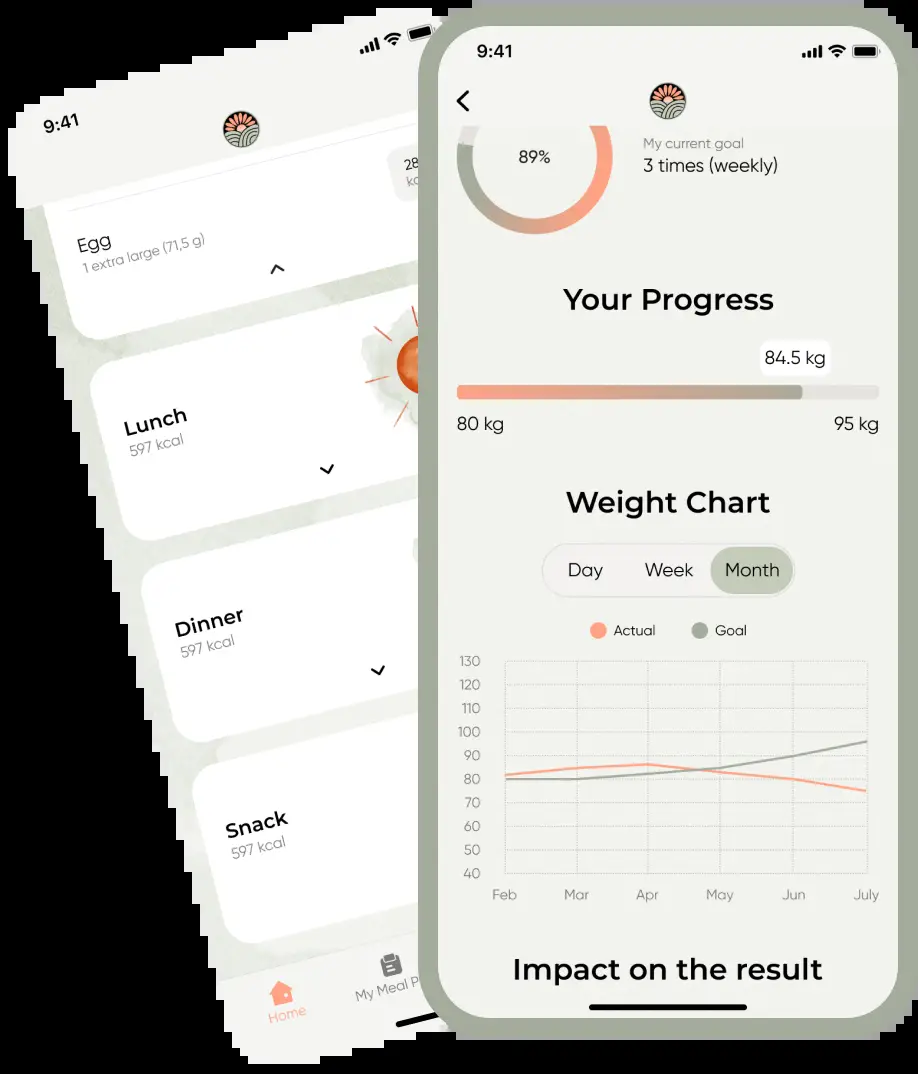 9:41
28
Egg
1 extra large (71,5 g)
Lunch
597 kcal
Dinner
597 kcal
Snack
597 kcal
Home
My Meal
9:41
89%
My current goal
3 times (weekly)
Your Progress
84.5 kg
80 kg 95 kg
Weight Chart
Day Week Month
Actual Goal
130
120
110
100
90
80
70
60
50
40
Feb Mar Apr May Jun July
Impact on the result